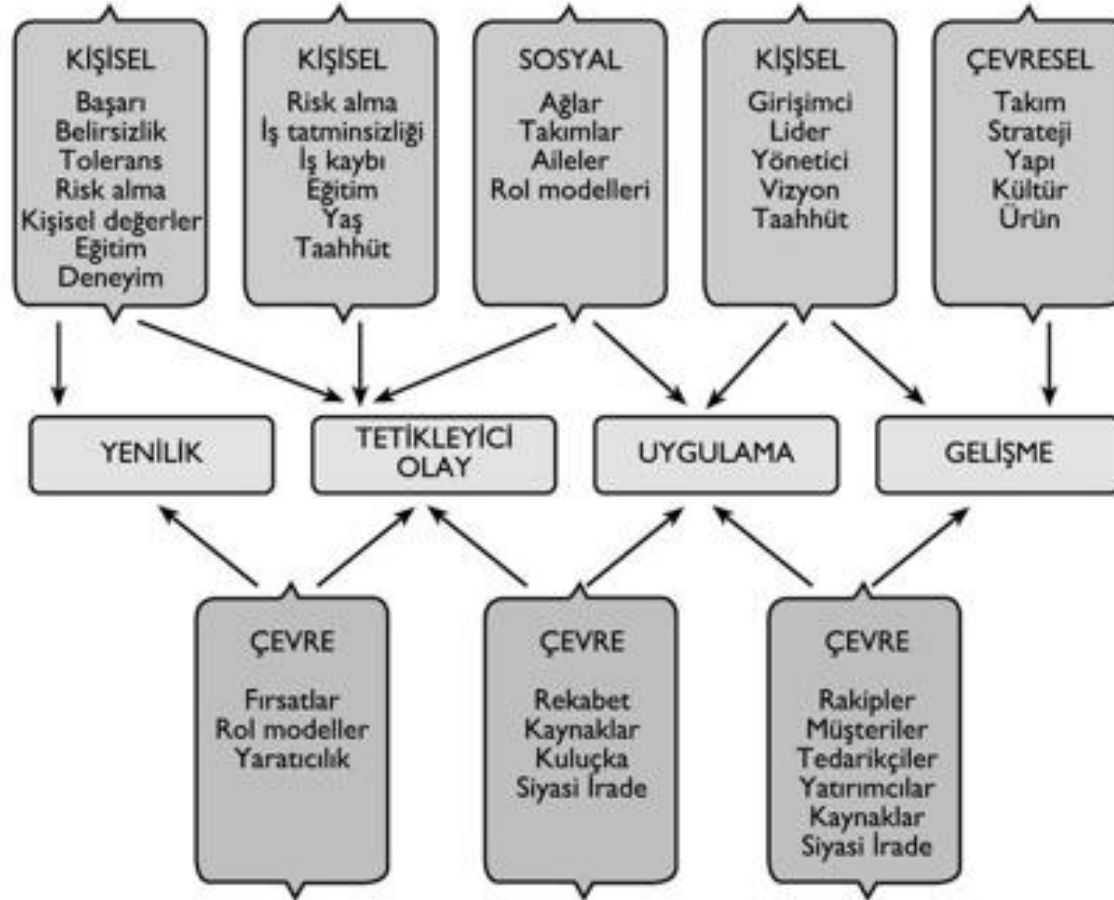 KİŞİSEL
Başarı
Belirsizlik
Tolerans
Risk alma
Kişisel değerler
Eğitim
Deneyim
KİŞİSEL
Risk alma
İş tatminsizliği
İş kaybı
Eğitim
Yaş
Taahhüt
SOSYAL
Ağlar
Takımlar
Aileler
Rol modelleri
KİŞİSEL
Girişimci
Lider
Yönetici
Vizyon
Taahhüt
ÇEVRESEL
Takım
Strateji
Yapı
Kültür
Ürün
YENİLİK
TETİKLEYİCİ
OLAY
UYGULAMA
GELİŞME
ÇEVRE
Fırsatlar
Rol modeller
Yaratıcılık
ÇEVRE
Rekabet
Kaynaklar
Kuluçka
Siyasi İrade
ÇEVRE
Rakipler
Müşteriler
Tedarikçiler
Yatırımcılar
Kaynaklar
Siyasi İrade